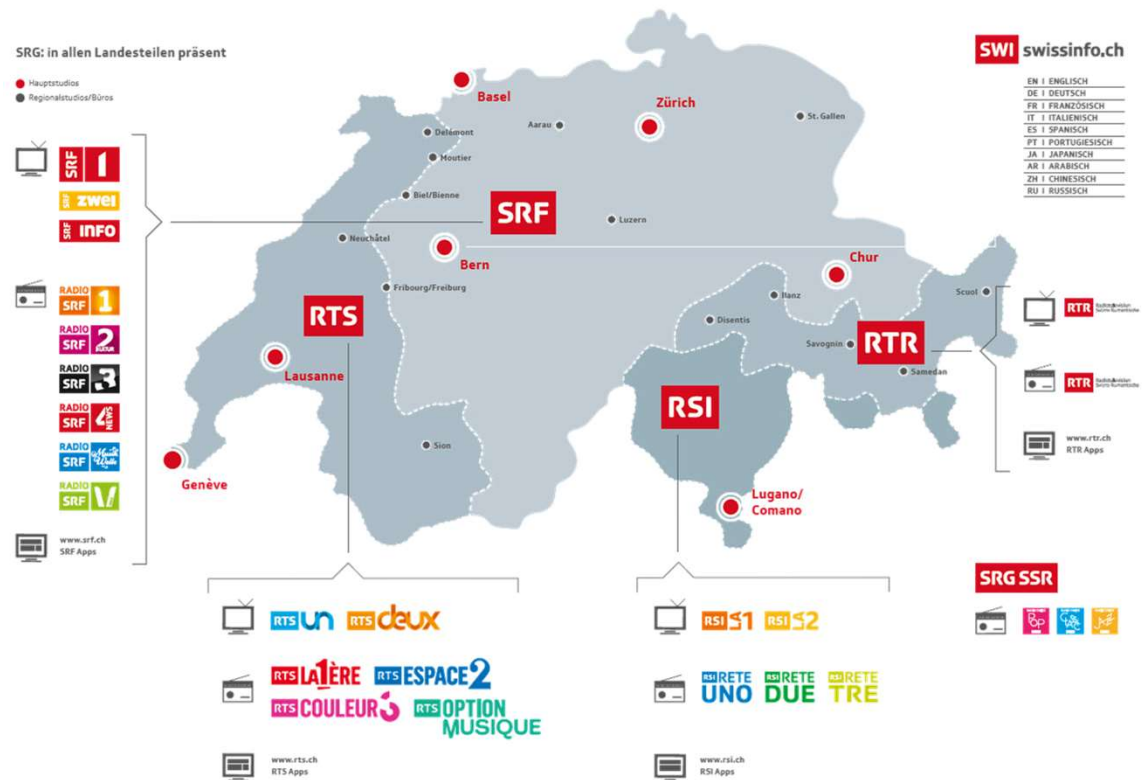 SRG: in allen Landesteilen präsent
Hauptstudios
Regionalstudios/Büros
SRF 1
SRF zwei
SRF INFO
RADIO SRF 1
RADIO SRF 2 KULTUR
RADIO SRF 3
RADIO SRF 4 NEWS
RADIO SRF Musik Welle
RADIO SRF V
www.srf.ch
SRF Apps
Basel
Zürich
Aarau
St. Gallen
Delémont
Moutier
Biel/Bienne
SRF
Luzern
Neuchâtel
Bern
Chur
Fribourg/Freiburg
Ilanz
Scuol
RTS
Disentis
Savognin
RTR
Samedan
Lausanne
RSI
Sion
Genève
Lugano/
Comano
SWI swissinfo.ch
EN I ENGLISCH
DE I DEUTSCH
FR I FRANZÖSISCH
IT I ITALIENISCH
ES I SPANISCH
PT I PORTUGIESISCH
JA I JAPANISCH
AR I ARABISCH
ZH I CHINESISCH
RU I RUSSISCH
RTR
RTR
www.rtr.ch
RTR Apps
RTS UN RTS deux
RTS LA 1ÈRE RTS ESPACE 2
RTS COULEUR 3 RTS OPTION MUSIQUE
www.rts.ch
RTS Apps
RSI LA 1 RSI LA 2
RSI RETE UNO RSI RETE DUE RSI RETE TRE
www.rsi.ch
RSI Apps
SRG SSR